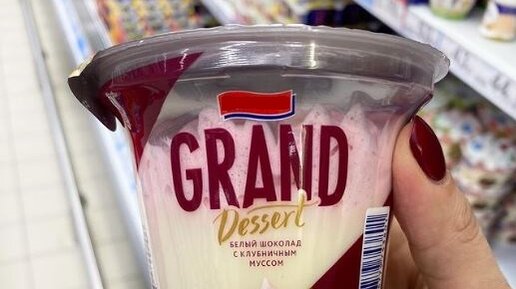 GRAND
Dessert
БЕЛЫЙ ШОКОЛАД
С КЛУБНИЧНЫМ
МУССОМ